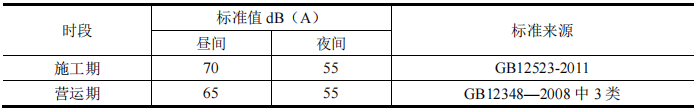 时段 标准值 dB（A） 标准来源
昼间 夜间
施工期 70 55 GB12523-2011
营运期 65 55 GB12348—2008 中 3 类